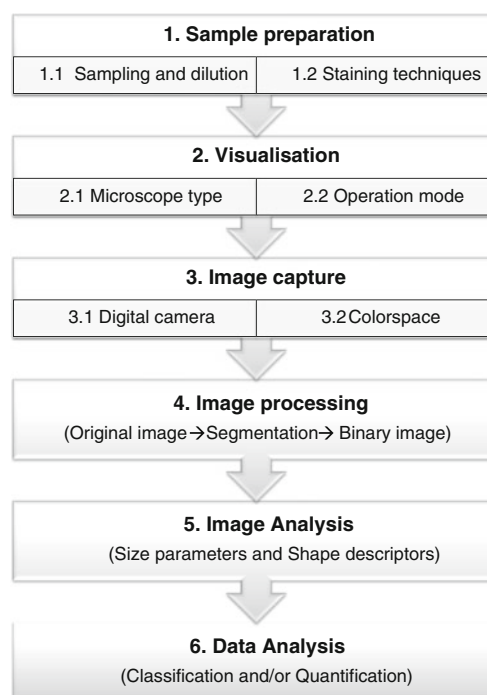 1. Sample preparation
1.1 Sampling and dilution
1.2 Staining techniques
2. Visualisation
2.1 Microscope type
2.2 Operation mode
3. Image capture
3.1 Digital camera
3.2Colorspace
4. Image processing
(Original image→Segmentation→ Binary image)
5. Image Analysis
(Size parameters and Shape descriptors)
6. Data Analysis
(Classification and/or Quantification)